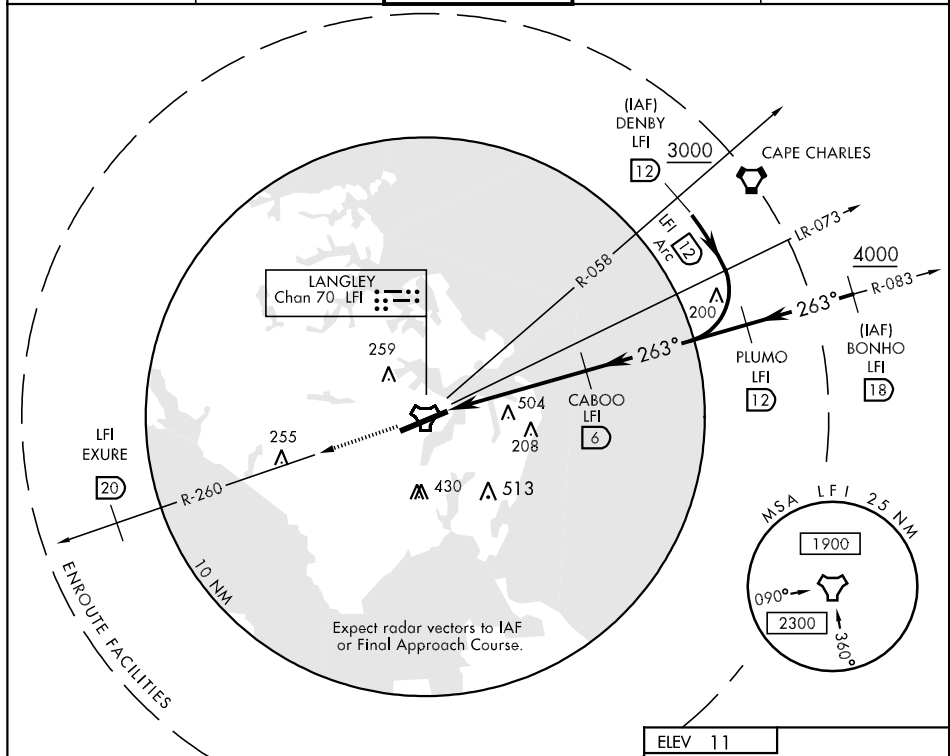 (IAF)
DENBY
LFI
12
3000
CAPE CHARLES
LFI
12
Arc
R-058
LR-073
4000
R-083
LANGLEY
Chan 70 LFI
200
263°
263°
259
PLUMO
LFI
12
(IAF)
BONHO
LFI
18
CABOO
LFI
6
504
208
LFI
EXURE
20
255
R-260
430
513
MSA LFI 25 NM
1900
090°
2300
360°
10 NM
ENROUTE FACILITIES
Expect radar vectors to IAF
or Final Approach Course.
ELEV 11